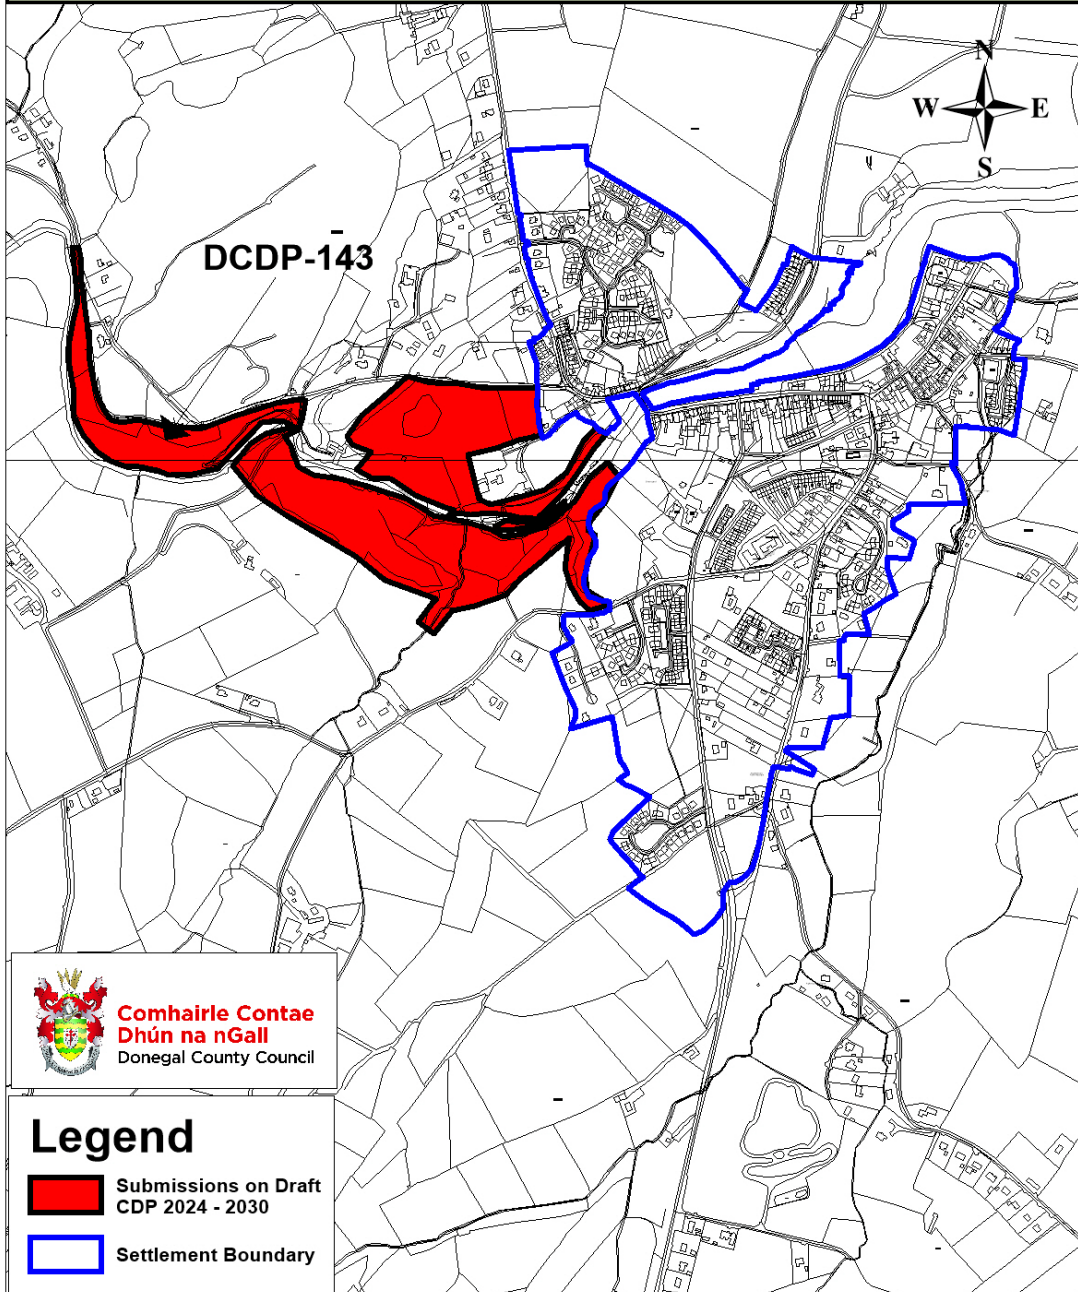 N
W E
S
DCDP-143
Comhairle Contae
Dhún na nGall
Donegal County Council
Legend
Submissions on Draft
CDP 2024 - 2030
Settlement Boundary